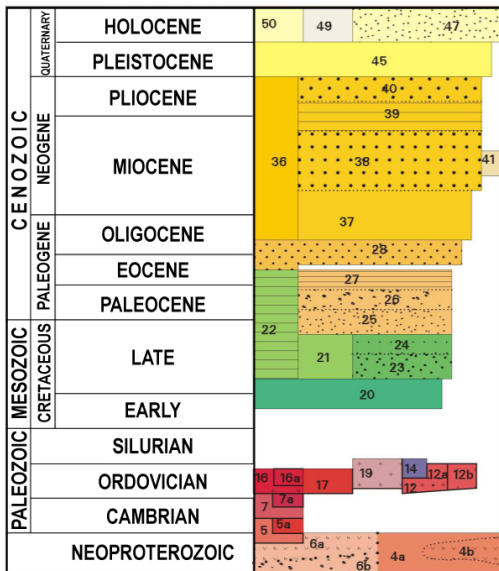 CENOZOIC
QUATERNARY
HOLOCENE
50
49
47
PLEISTOCENE
45
NEOGENE
PLIOCENE
40
39
MIOCENE
36
38
41
37
PALEOGENE
OLIGOCENE
28
EOCENE
27
PALEOCENE
26
25
MESOZOIC
CRETACEOUS
LATE
22
21
24
23
EARLY
20
PALEOZOIC
SILURIAN
ORDOVICIAN
16
16a
17
19
14
12
12a
12b
CAMBRIAN
7
7a
5
5a
NEOPROTEROZOIC
6a
6b
4a
4b